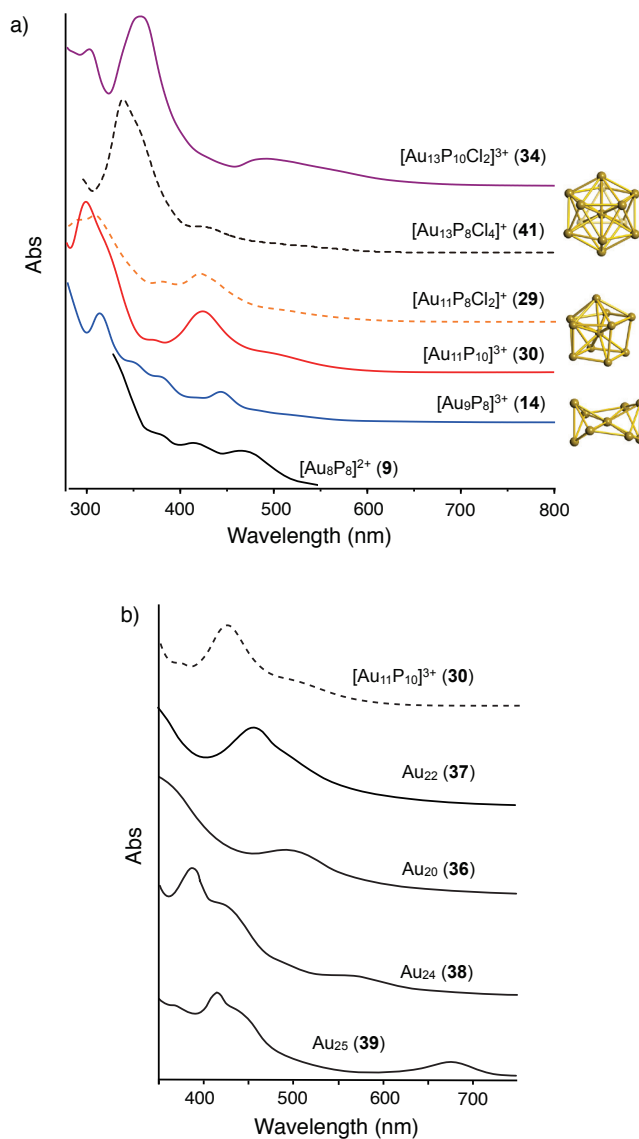 a)
[Au₁₃P₁₀Cl₂]³⁺ (34)
[Au₁₃P₈Cl₄]⁺ (41)
[Au₁₁P₈Cl₂]⁺ (29)
[Au₁₁P₁₀]³⁺ (30)
[Au₉P₈]³⁺ (14)
[Au₈P₈]²⁺ (9)
Abs
300 400 500 600 700 800
Wavelength (nm)
b)
[Au₁₁P₁₀]³⁺ (30)
Au₂₂ (37)
Au₂₀ (36)
Au₂₄ (38)
Au₂₅ (39)
Abs
400 500 600 700
Wavelength (nm)